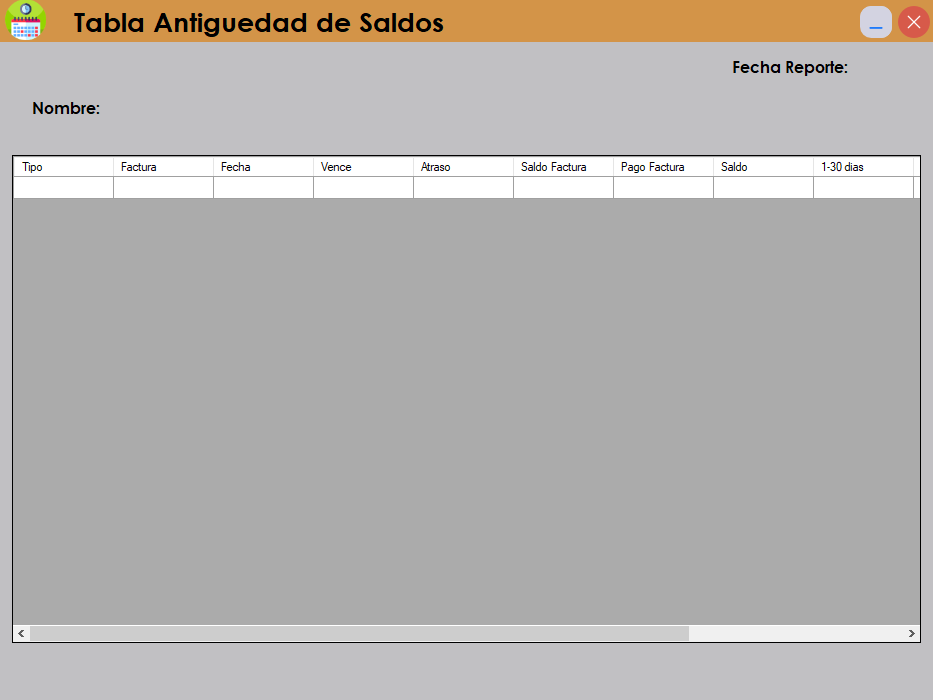 Tabla Antiguedad de Saldos
Fecha Reporte:
Nombre:
Tipo Factura Fecha Vence Atraso Saldo Factura Pago Factura Saldo 1-30 dias